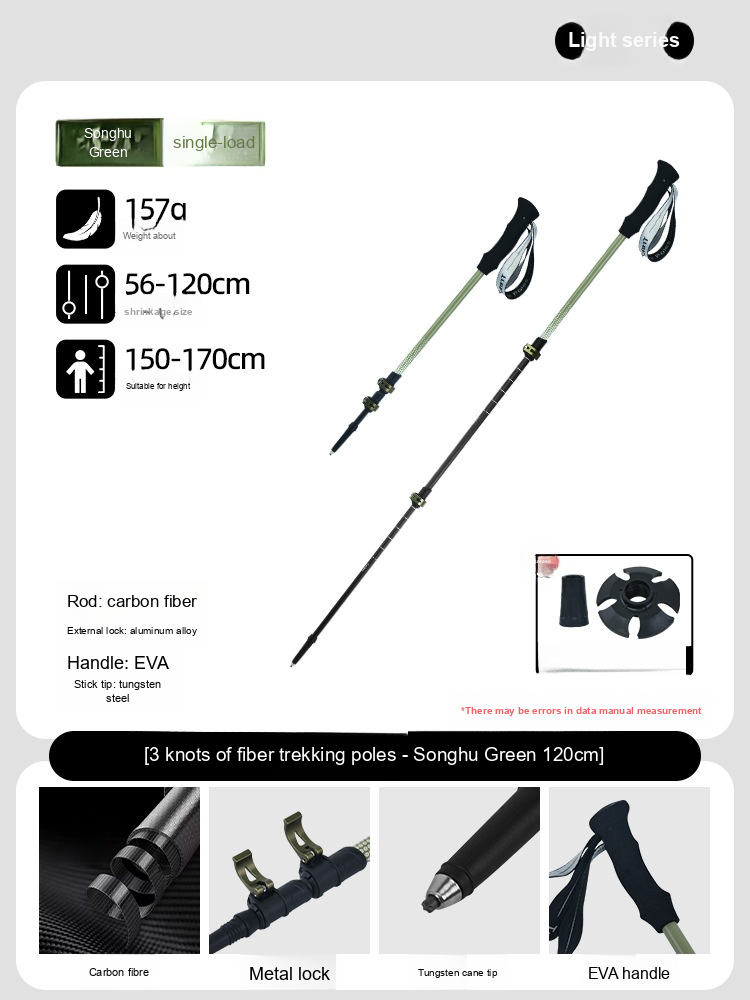 Light series
Songhu
Green
single-load
157g
Weight about
56-120cm
shrinkage size
150-170cm
Suitable for height
Rod: carbon fiber
External lock: aluminum alloy
Handle: EVA
Stick tip: tungsten
steel
*There may be errors in data manual measurement
[3 knots of fiber trekking poles - Songhu Green 120cm]
Carbon fibre
Metal lock
Tungsten cane tip
EVA handle